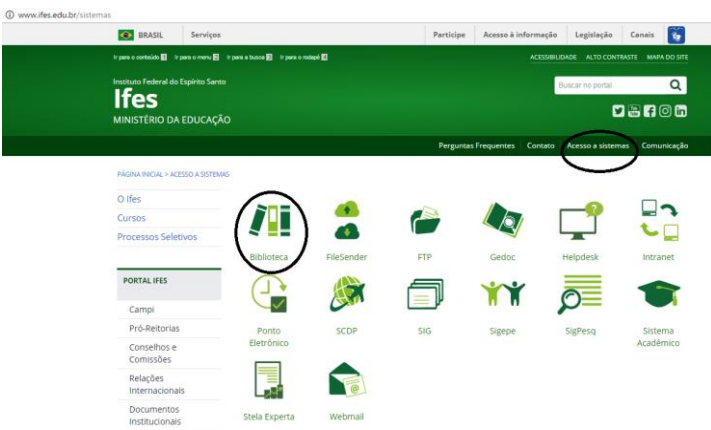 www.ifes.edu.br/sistemas
BRASIL Serviços Participe Acesso à informação Legislação Canais
Ir para o conteúdo 1 Ir para o menu 2 Ir para a busca 3 Ir para o rodapé 4 ACESSIBILIDADE ALTO CONTRASTE MAPA DO SITE
Instituto Federal do Espírito Santo
Ifes
MINISTÉRIO DA EDUCAÇÃO
Buscar no portal
Perguntas Frequentes Contato Acesso a sistemas Comunicação
PÁGINA INICIAL > ACESSO A SISTEMAS
O Ifes
Cursos
Processos Seletivos
PORTAL IFES
Campi
Pró-Reitorias
Conselhos e
Comissões
Relações
Internacionais
Documentos
Institucionais
Biblioteca FileSender FTP Gedoc Helpdesk Intranet
Ponto
Eletrônico
SCDP SIG Sigepe SigPesq
Sistema
Acadêmico
Stela Experta Webmail